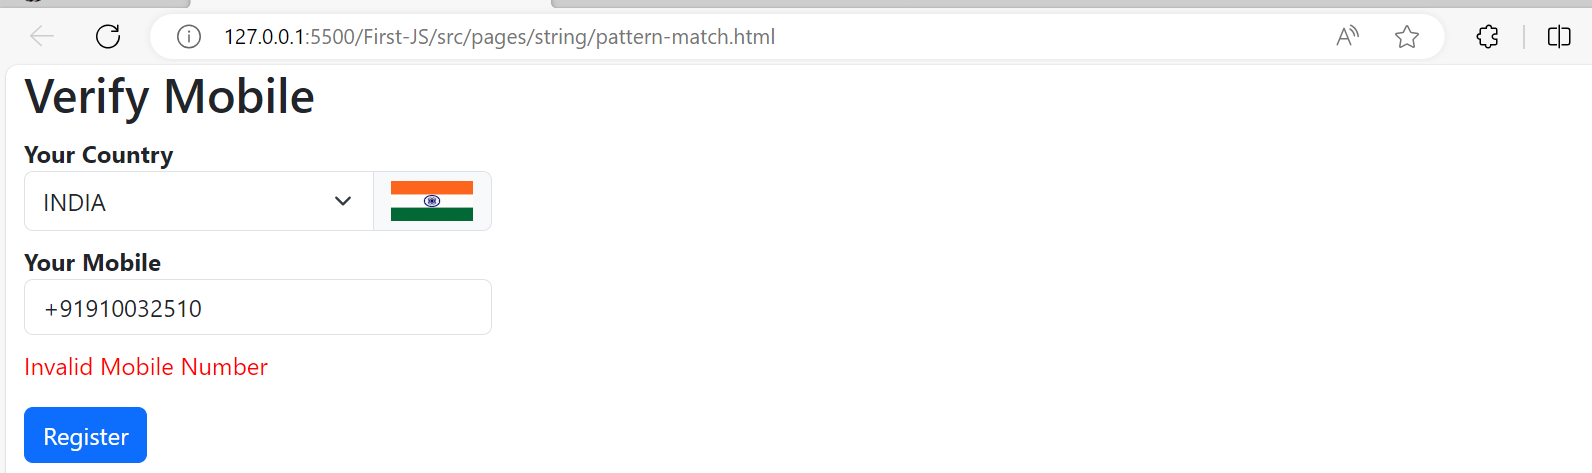 127.0.0.1:5500/First-JS/src/pages/string/pattern-match.html
Verify Mobile
Your Country
INDIA
Your Mobile
+91910032510
Invalid Mobile Number
Register